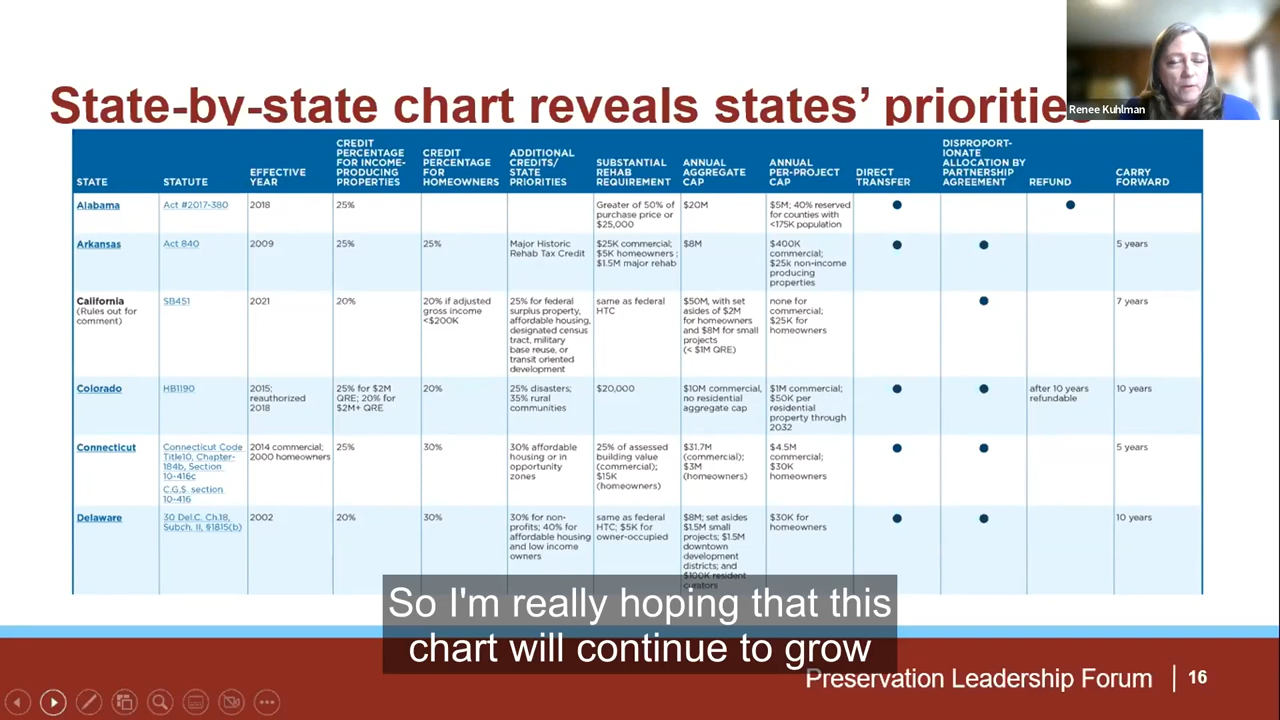 State-by-state chart reveals states' priorities
Renee Kuhlman
STATE
STATUTE
EFFECTIVE
YEAR
CREDIT
PERCENTAGE
FOR INCOME-
PRODUCING
PROPERTIES
CREDIT
PERCENTAGE
FOR
HOMEOWNERS
ADDITIONAL
CREDITS/
STATE
PRIORITIES
SUBSTANTIAL
REHAB
REQUIREMENT
ANNUAL
AGGREGATE
CAP
ANNUAL
PER-PROJECT
CAP
DIRECT
TRANSFER
DISPROPORT-
IONATE
ALLOCATION BY
PARTNERSHIP
AGREEMENT
REFUND
CARRY
FORWARD
Alabama
Act #2017-380
2018
25%
Greater of 50% of
purchase price or
$25,000
$20M
$5M; 40% reserved
for counties with
<175K population
Arkansas
Act 840
2009
25%
25%
Major Historic
Rehab Tax Credit
$25K commercial;
$5K homeowners ;
$1.5M major rehab
$8M
$400K
commercial;
$25k non-income
producing
properties
5 years
California
(Rules out for
comment)
SB451
2021
20%
20% if adjusted
gross income
<$200K
25% for federal
surplus property,
affordable housing,
designated census
tract, military
base reuse, or
transit oriented
development
same as federal
HTC
$50M, with set
asides of $2M
for homeowners
and $8M for small
projects
(< $1M QRE)
none for
commercial;
$25K for
homeowners
7 years
Colorado
HB1190
2015;
reauthorized
2018
25% for $2M
QRE; 20% for
$2M+ QRE
20%
25% disasters;
35% rural
communities
$20,000
$10M commercial,
no residential
aggregate cap
$1M commercial;
$50K per
residential
property through
2032
after 10 years
refundable
10 years
Connecticut
Connecticut Code
Title10, Chapter-
184b, Section
10-416c
C.G.S. section
10-416
2014 commercial;
2000 homeowners
25%
30%
30% affordable
housing or in
opportunity
zones
25% of assessed
building value
(commercial);
$15K
(homeowners)
$31.7M
(commercial);
$3M
(homeowners)
$4.5M
commercial;
$30K
homeowners
5 years
Delaware
30 Del.C. Ch.18,
Subch. II, §1815(b)
2002
20%
30%
30% for non-
profits; 40% for
affordable housing
and low income
owners
same as federal
HTC; $5K for
owner-occupied
$8M; set asides
$1.5M small
projects; $1.5M
downtown
development
districts; and
$100K resident
curators
$30K for
homeowners
10 years
So I'm really hoping that this
chart will continue to grow
Preservation Leadership Forum
16